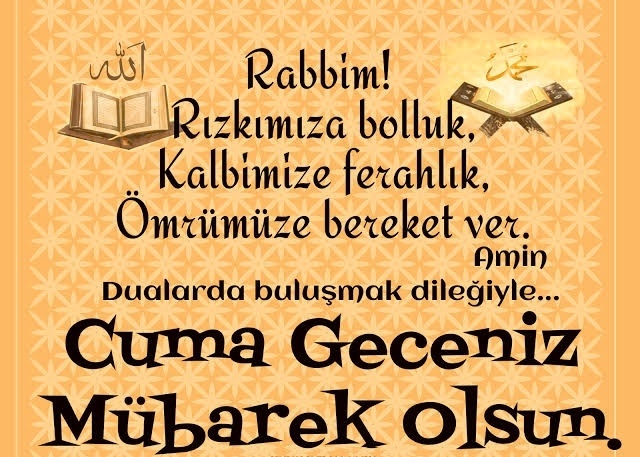 الله
محمد
Rabbim!
Rızkımıza bolluk,
Kalbimize ferahlık,
Ömrümüze bereket ver.
Amin
Dualarda buluşmak dileğiyle...
Cuma Geceniz
Mübarek olsun.